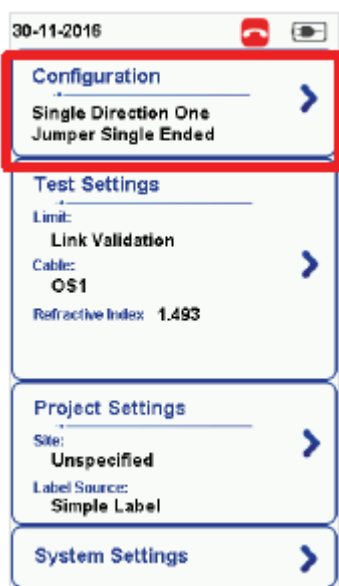 30-11-2016
Configuration
Single Direction One
Jumper Single Ended
Test Settings
Limit:
Link Validation
Cable:
OS1
Refractive Index 1.493
Project Settings
Site:
Unspecified
Label Source:
Simple Label
System Settings